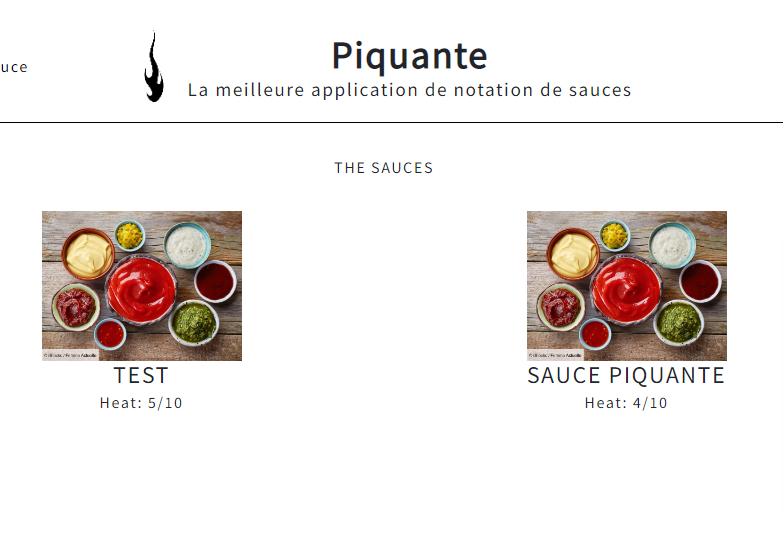 uce
Piquante
La meilleure application de notation de sauces
THE SAUCES
TEST
Heat: 5/10
SAUCE PIQUANTE
Heat: 4/10